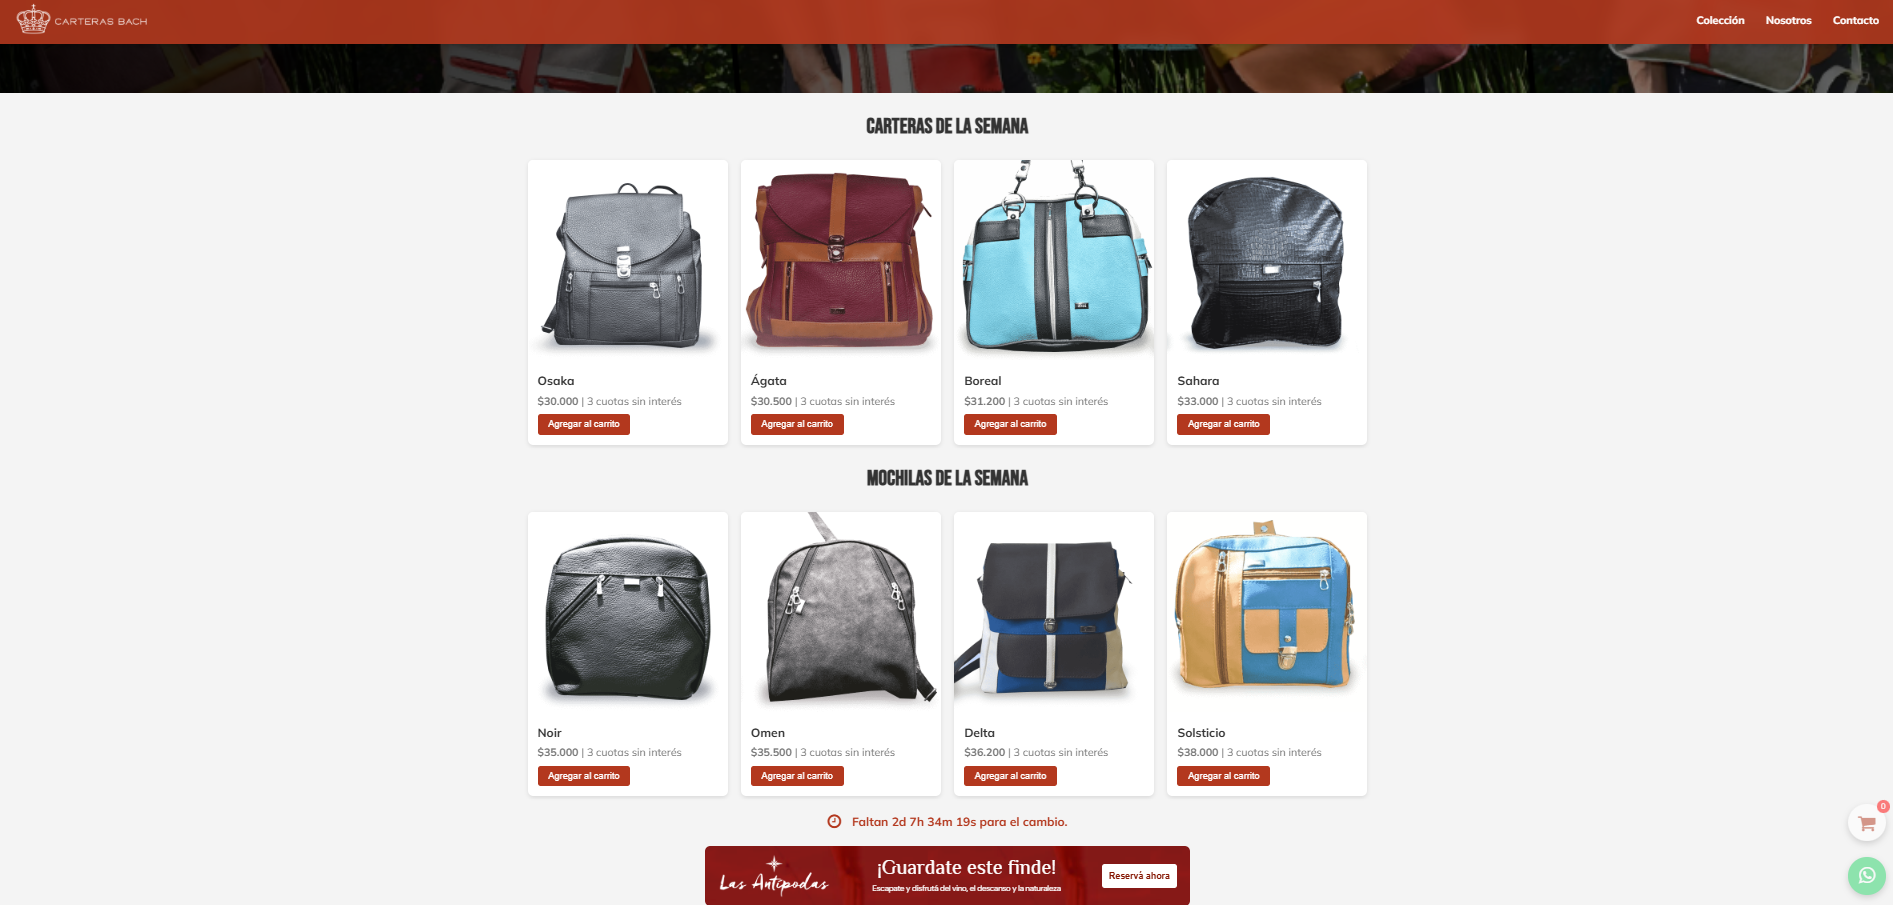 CARTERAS BACH
Colección Nosotros Contacto
CARTERAS DE LA SEMANA
Osaka
$30.000 | 3 cuotas sin interés
Agregar al carrito
Ágata
$30.500 | 3 cuotas sin interés
Agregar al carrito
Boreal
$31.200 | 3 cuotas sin interés
Agregar al carrito
Sahara
$33.000 | 3 cuotas sin interés
Agregar al carrito
MOCHILAS DE LA SEMANA
Noir
$35.000 | 3 cuotas sin interés
Agregar al carrito
Omen
$35.500 | 3 cuotas sin interés
Agregar al carrito
Delta
$36.200 | 3 cuotas sin interés
Agregar al carrito
Solsticio
$38.000 | 3 cuotas sin interés
Agregar al carrito
Faltan 2d 7h 34m 19s para el cambio.
0
Las Antípodas
¡Guardate este finde!
Escapate y disfrutá del vino, el descanso y la naturaleza
Reservá ahora